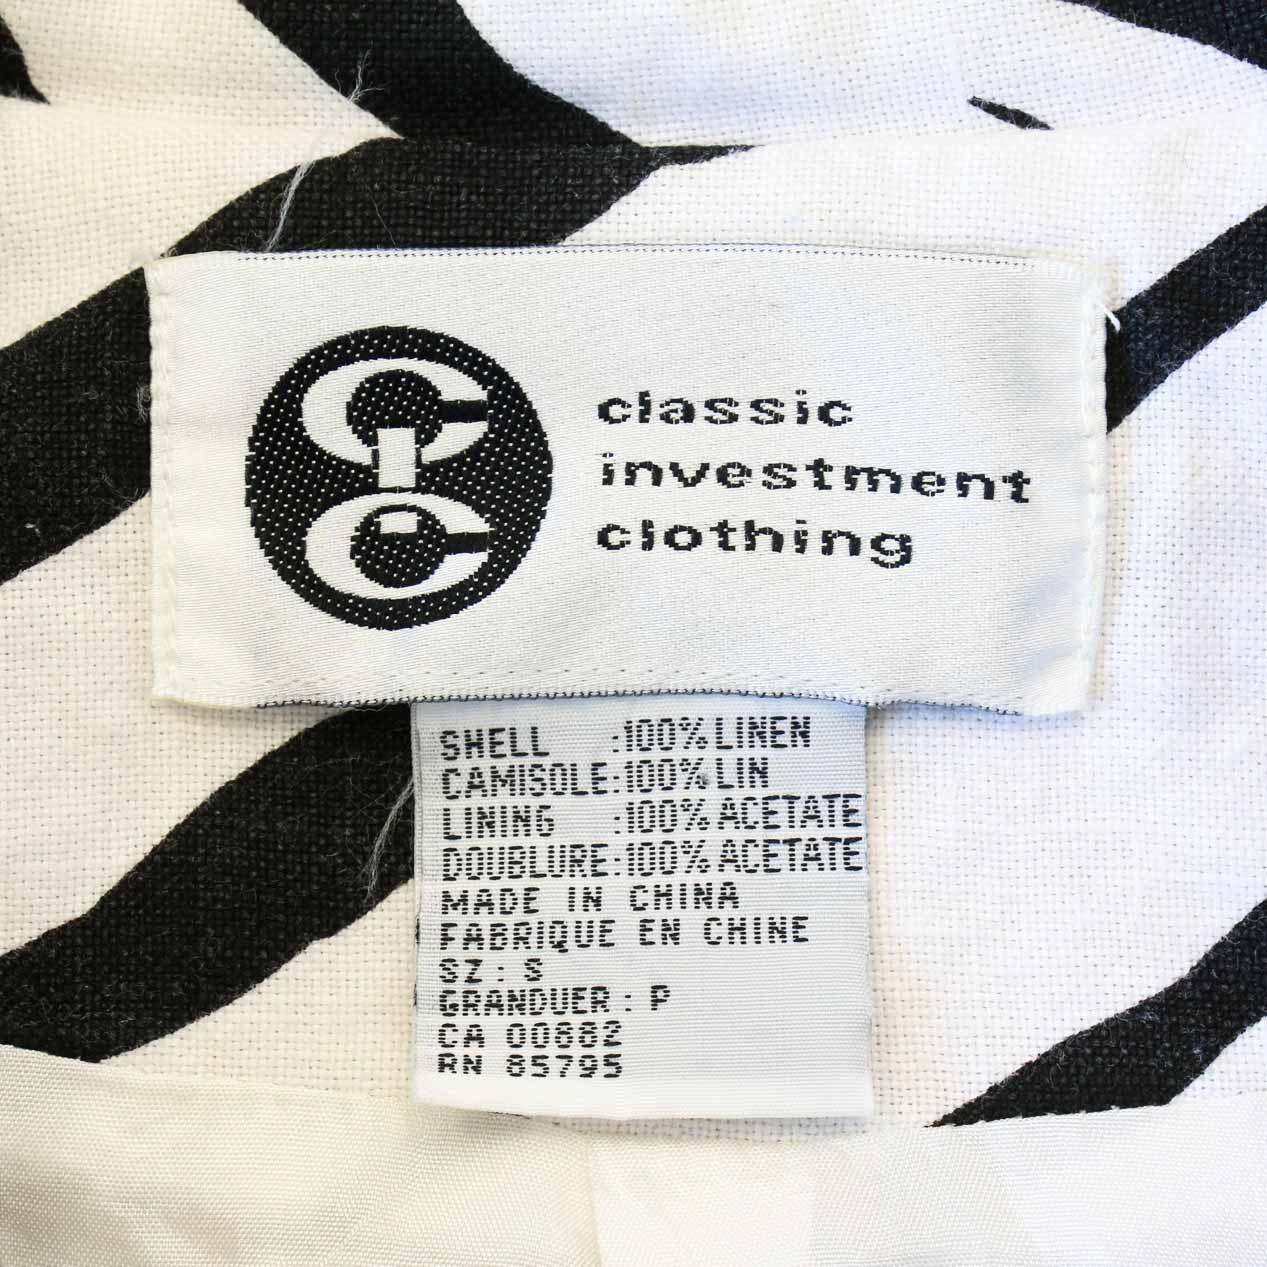 classic
investment
clothing
SHELL :100% LINEN
CAMISOLE:100% LIN
LINING :100% ACETATE
DOUBLURE:100% ACETATE
MADE IN CHINA
FABRIQUE EN CHINE
SZ: S
GRANDUER: P
CA 00882
RN 85795